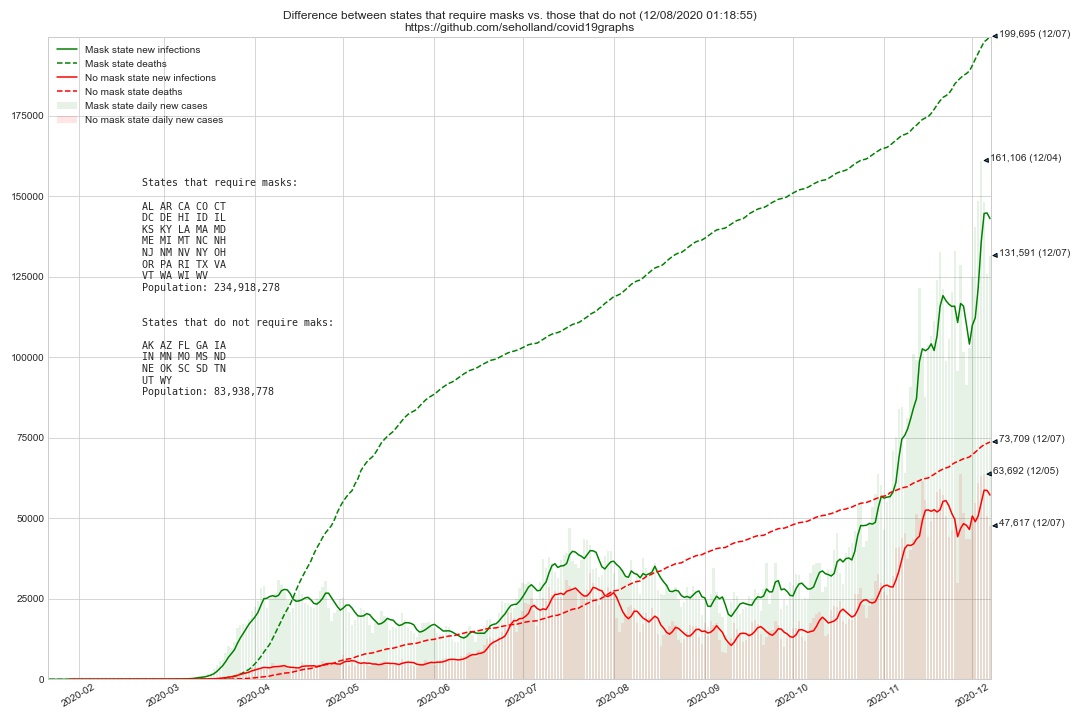 Difference between states that require masks vs. those that do not (12/08/2020 01:18:55)
https://github.com/seholland/covid19graphs
Mask state new infections
Mask state deaths
No mask state new infections
No mask state deaths
Mask state daily new cases
No mask state daily new cases
199,695 (12/07)
175000
161,106 (12/04)
150000
States that require masks:
AL AR CA CO CT
DC DE HI ID IL
KS KY LA MA MD
ME MI MT NC NH
NJ NM NV NY OH
OR PA RI TX VA
VT WA WI WV
Population: 234,918,278
131,591 (12/07)
125000
States that do not require maks:
AK AZ FL GA IA
IN MN MO MS ND
NE OK SC SD TN
UT WY
Population: 83,938,778
100000
75000
73,709 (12/07)
63,692 (12/05)
50000
47,617 (12/07)
25000
0
2020-02
2020-03
2020-04
2020-05
2020-06
2020-07
2020-08
2020-09
2020-10
2020-11
2020-12